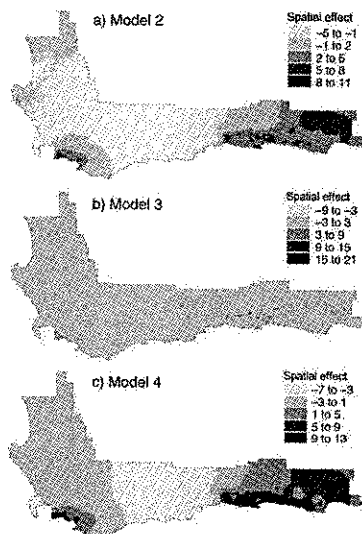 a) Model 2
Spatial effect
-5 to -1
-1 to 2
2 to 5
5 to 8
8 to 11
b) Model 3
Spatial effect
-9 to -3
-3 to 3
3 to 9
9 to 15
15 to 21
c) Model 4
Spatial effect
-7 to -3
-3 to 1
1 to 5
5 to 9
9 to 13